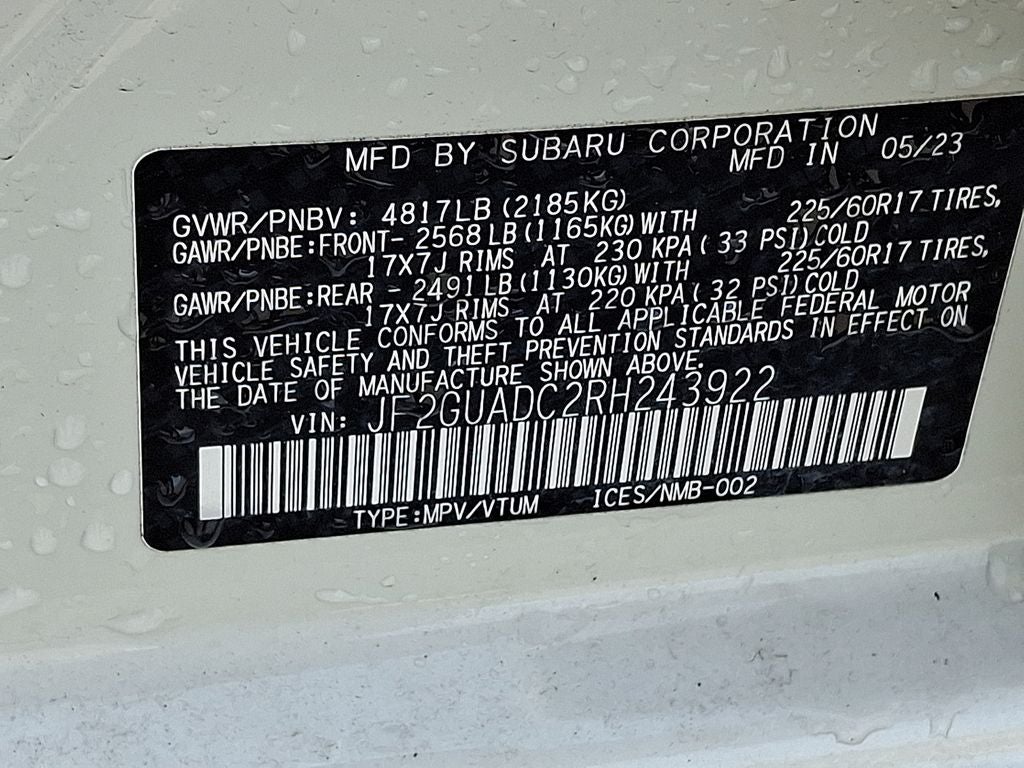 MFD BY SUBARU CORPORATION
MFD IN 05/23
GVWR/PNBV: 4817LB (2185KG)
GAWR/PNBE:FRONT- 2568 LB(1165KG)WITH 225/60R17 TIRES,
17X7J RIMS AT 230 KPA( 33 PSI)COLD
GAWR/PNBE:REAR - 2491 LB(1130KG)WITH 225/60R17 TIRES,
17X7J RIMS AT 220 KPA( 32 PSI)COLD
THIS VEHICLE CONFORMS TO ALL APPLICABLE FEDERAL MOTOR
VEHICLE SAFETY AND THEFT PREVENTION STANDARDS IN EFFECT ON
THE DATE OF MANUFACTURE SHOWN ABOVE.
VIN: JF2GUADC2RH243922
TYPE:MPV/VTUM ICES/NMB-002